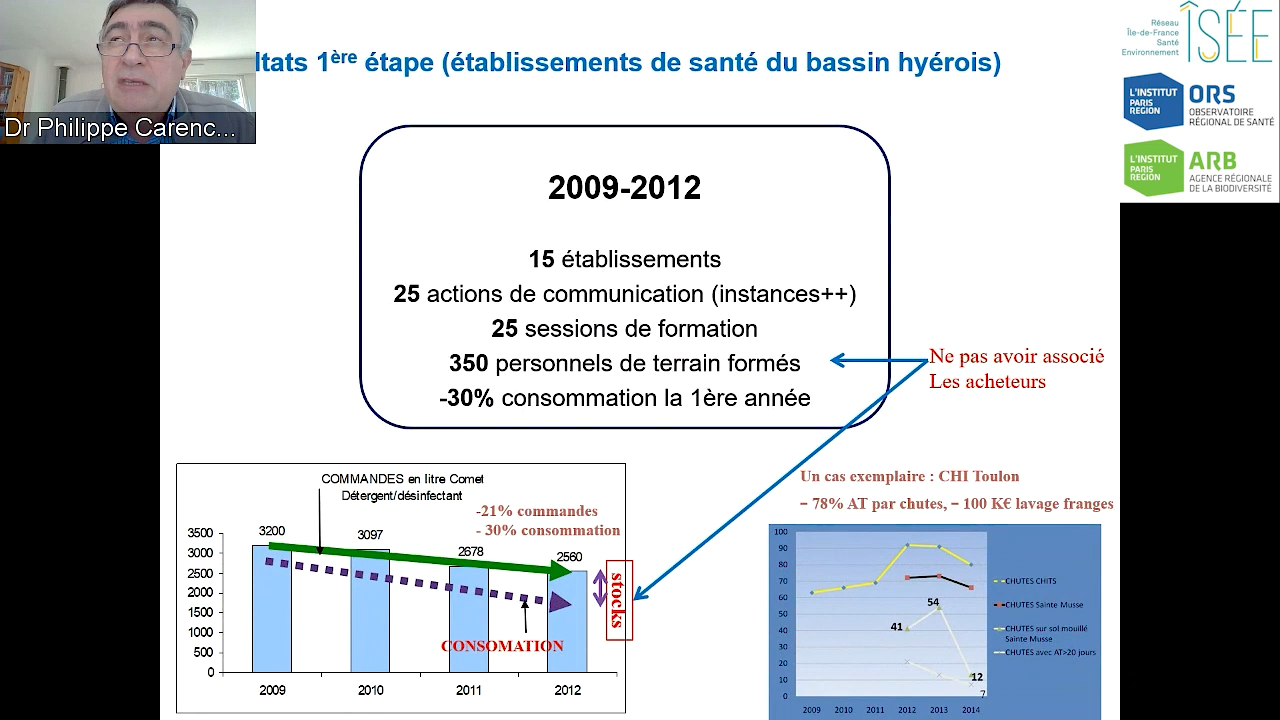 Dr Philippe Carenc...
ltats 1ère étape (établissements de santé du bassin hyérois)
Réseau
Île-de-France
Santé
Environnement
ÎSÉE
L'INSTITUT
PARIS
REGION
ORS
OBSERVATOIRE
RÉGIONAL DE SANTÉ
L'INSTITUT
PARIS
REGION
ARB
AGENCE RÉGIONALE
DE LA BIODIVERSITÉ
2009-2012
15 établissements
25 actions de communication (instances++)
25 sessions de formation
350 personnels de terrain formés
-30% consommation la 1ère année
Ne pas avoir associé
Les acheteurs
COMMANDES en litre Comet
Détergent/désinfectant
-21% commandes
- 30% consommation
3500
3000
2500
2000
1500
1000
500
0
3200
3097
2678
2560
stocks
CONSOMATION
2009
2010
2011
2012
Un cas exemplaire : CHI Toulon
– 78% AT par chutes, – 100 K€ lavage franges
100
90
80
70
60
50
40
30
20
10
0
41
54
12
7
2009
2010
2011
2012
2013
2014
CHUTES CHITS
CHUTES Sainte Musse
CHUTES sur sol mouillé
Sainte Musse
CHUTES avec AT>20 jours